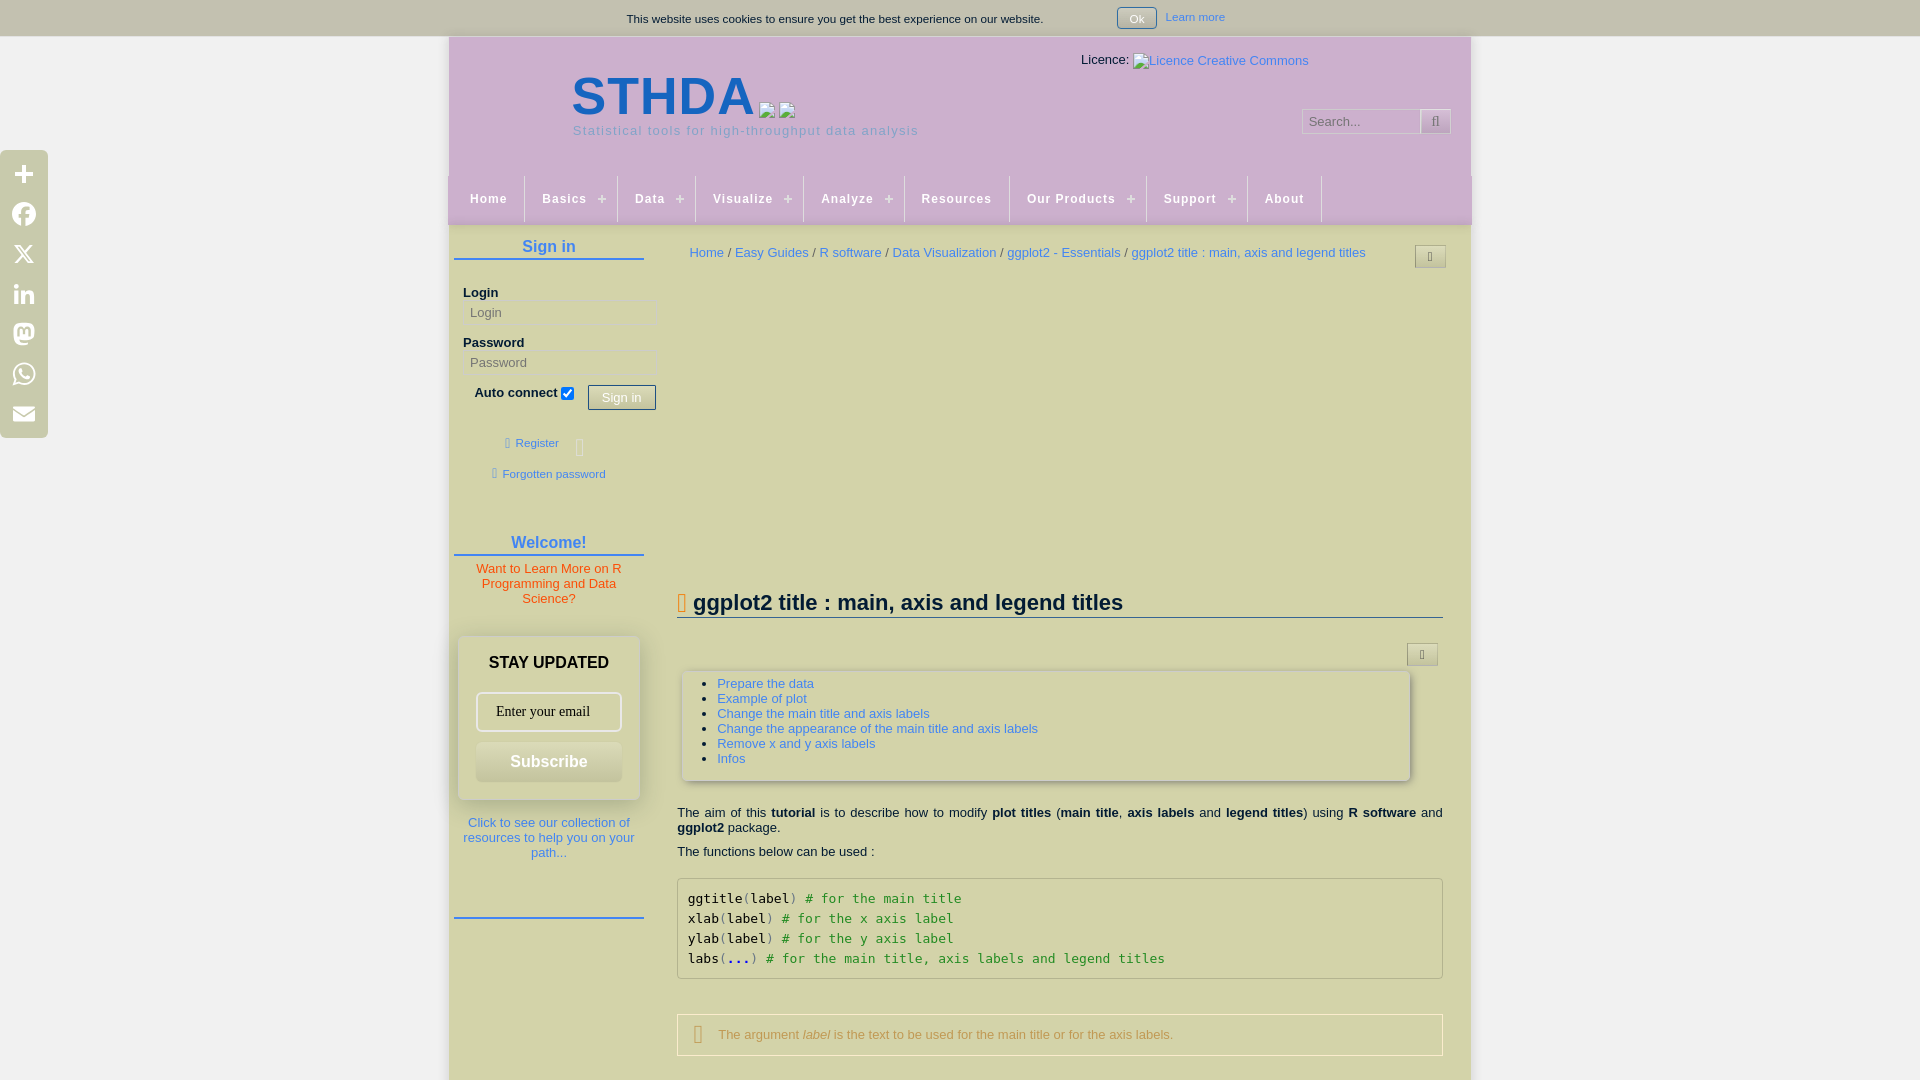 This website uses cookies to ensure you get the best experience on our website.
Ok
Learn more
Licence: Licence Creative Commons
STHDA
Statistical tools for high-throughput data analysis
Search...
Home
Basics
Data
Visualize
Analyze
Resources
Our Products
Support
About
Sign in
Login
Login
Password
Password
Auto connect
Sign in
Register
Forgotten password
Welcome!
Want to Learn More on R
Programming and Data
Science?
STAY UPDATED
Enter your email
Subscribe
Click to see our collection of
resources to help you on your
path...
Home / Easy Guides / R software / Data Visualization / ggplot2 - Essentials / ggplot2 title : main, axis and legend titles
ggplot2 title : main, axis and legend titles
Prepare the data
Example of plot
Change the main title and axis labels
Change the appearance of the main title and axis labels
Remove x and y axis labels
Infos
The aim of this tutorial is to describe how to modify plot titles (main title, axis labels and legend titles) using R software and
ggplot2 package.
The functions below can be used :
ggtitle(label) # for the main title
xlab(label) # for the x axis label
ylab(label) # for the y axis label
labs(...) # for the main title, axis labels and legend titles
The argument label is the text to be used for the main title or for the axis labels.